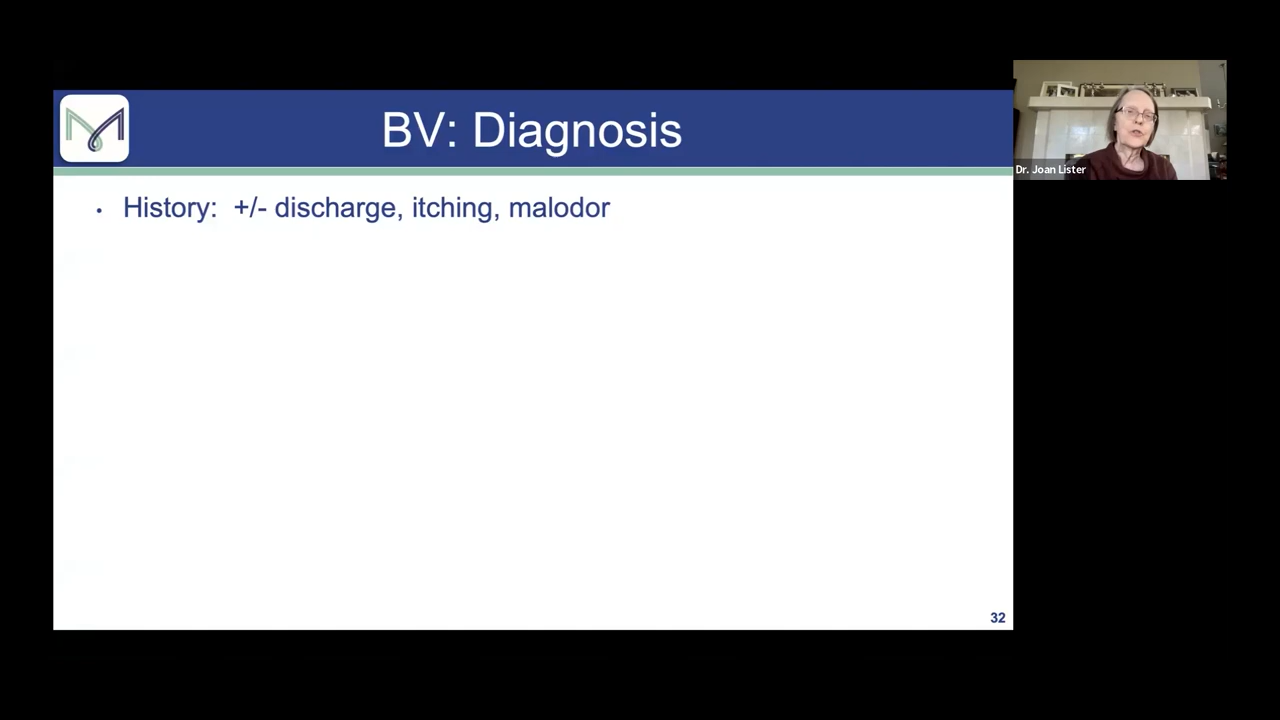 BV: Diagnosis
Dr. Joan Lister
• History: +/- discharge, itching, malodor
32